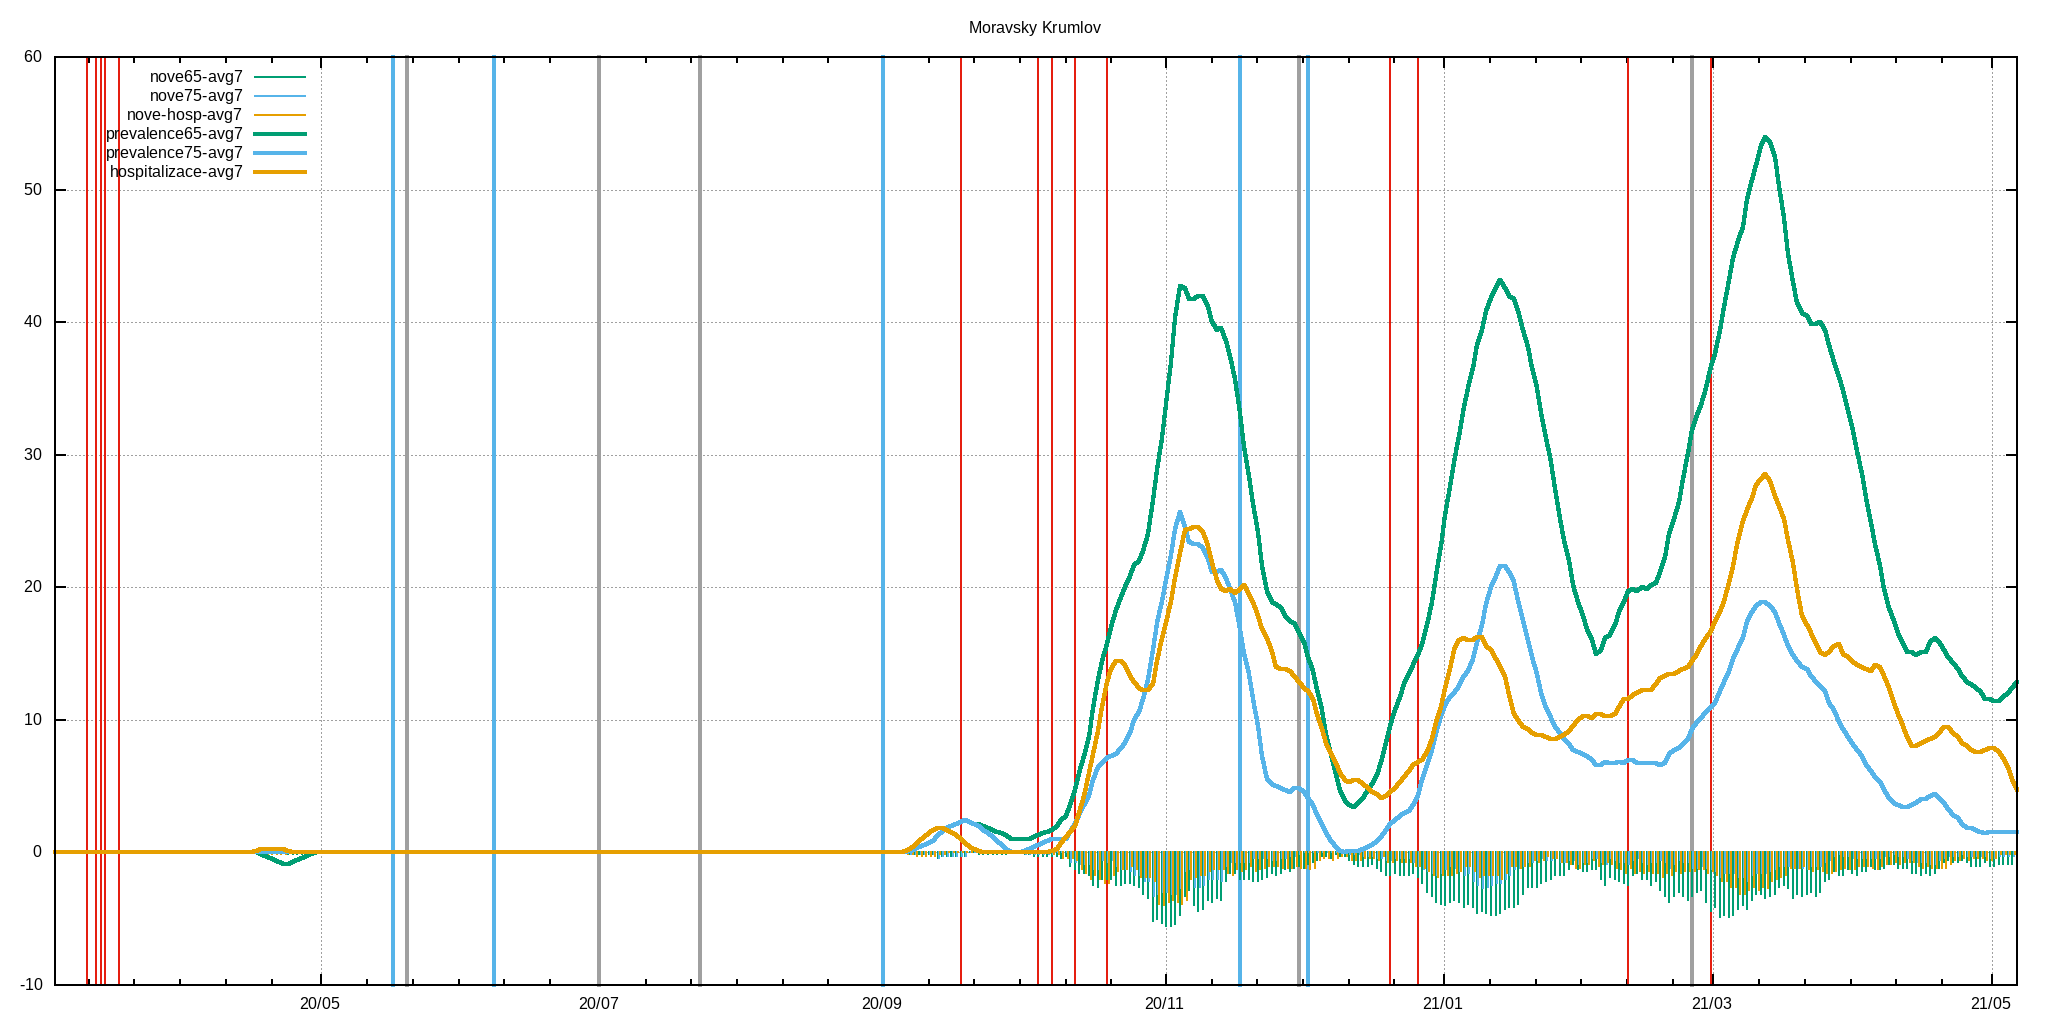 Moravsky Krumlov
60
50
40
30
20
10
0
-10
nove65-avg7
nove75-avg7
nove-hosp-avg7
prevalence65-avg7
prevalence75-avg7
hospitalizace-avg7
20/05
20/07
20/09
20/11
21/01
21/03
21/05